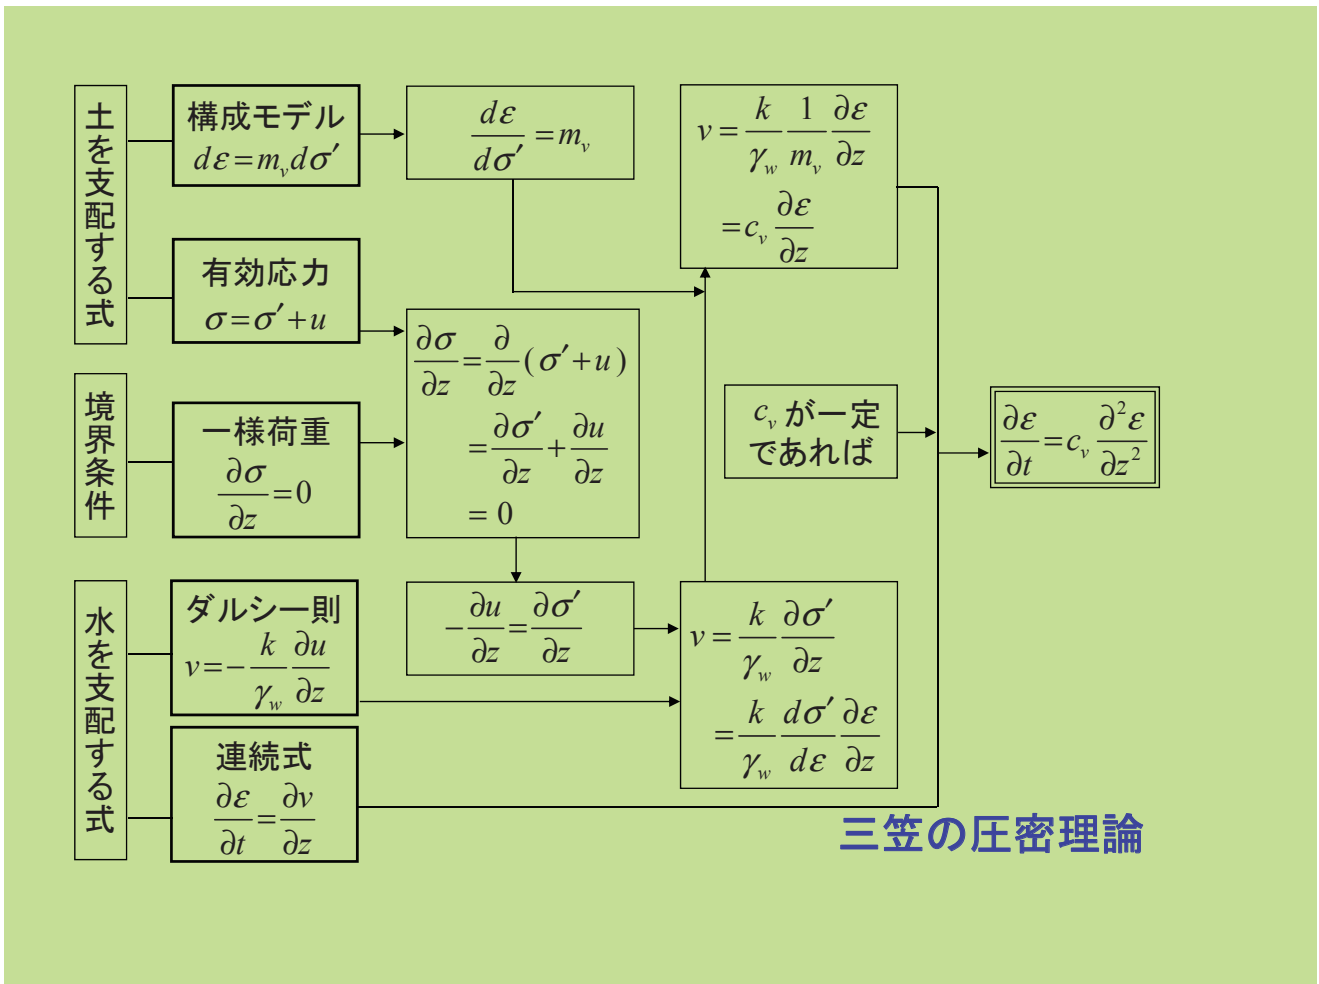 土を支配する式
構成モデル
dε=m_v dσ′
dε/dσ′=m_v
有効応力
σ=σ′+u
境界条件
一様荷重
∂σ/∂z=0
∂σ/∂z=∂/∂z(σ′+u)
=∂σ′/∂z+∂u/∂z
=0
水を支配する式
ダルシー則
v=−k/γ_w ∂u/∂z
連続式
∂ε/∂t=∂v/∂z
−∂u/∂z=∂σ′/∂z
v=k/γ_w ∂σ′/∂z
=k/γ_w dσ′/dε ∂ε/∂z
v=k/γ_w 1/m_v ∂ε/∂z
=c_v ∂ε/∂z
c_v が一定
であれば
∂ε/∂t=c_v ∂²ε/∂z²
三笠の圧密理論